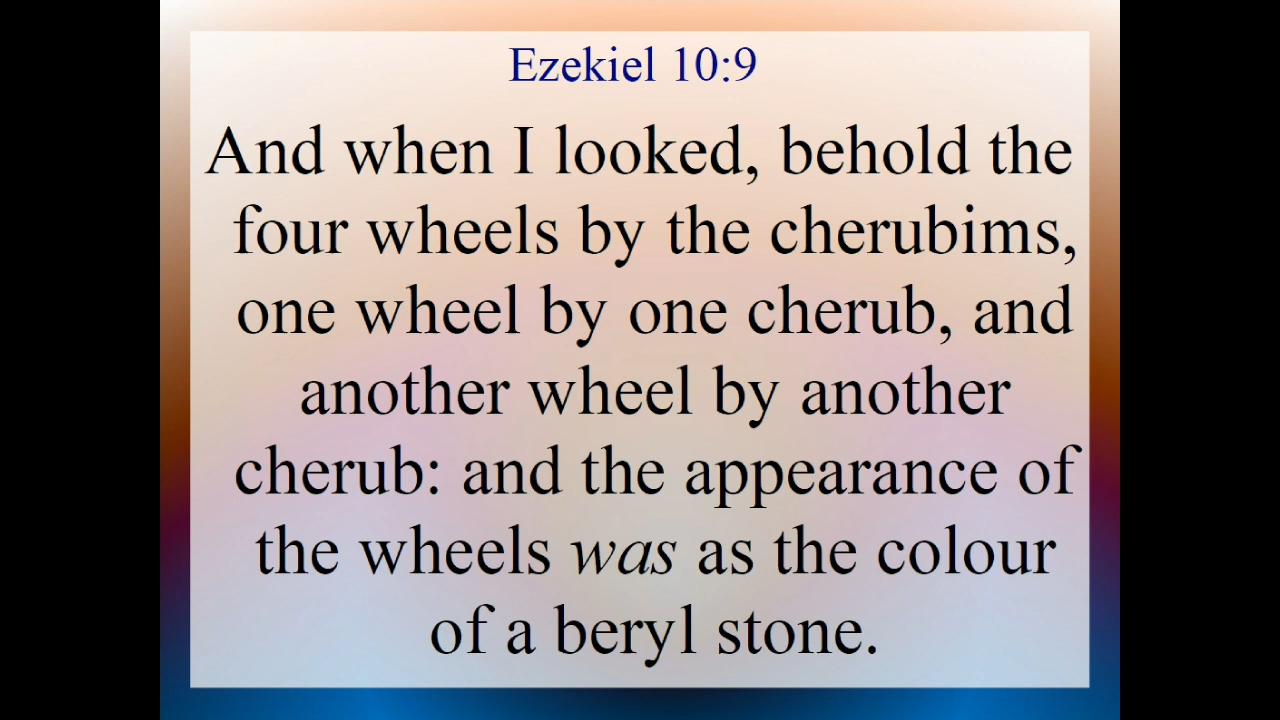 Ezekiel 10:9
And when I looked, behold the
four wheels by the cherubims,
one wheel by one cherub, and
another wheel by another
cherub: and the appearance of
the wheels was as the colour
of a beryl stone.